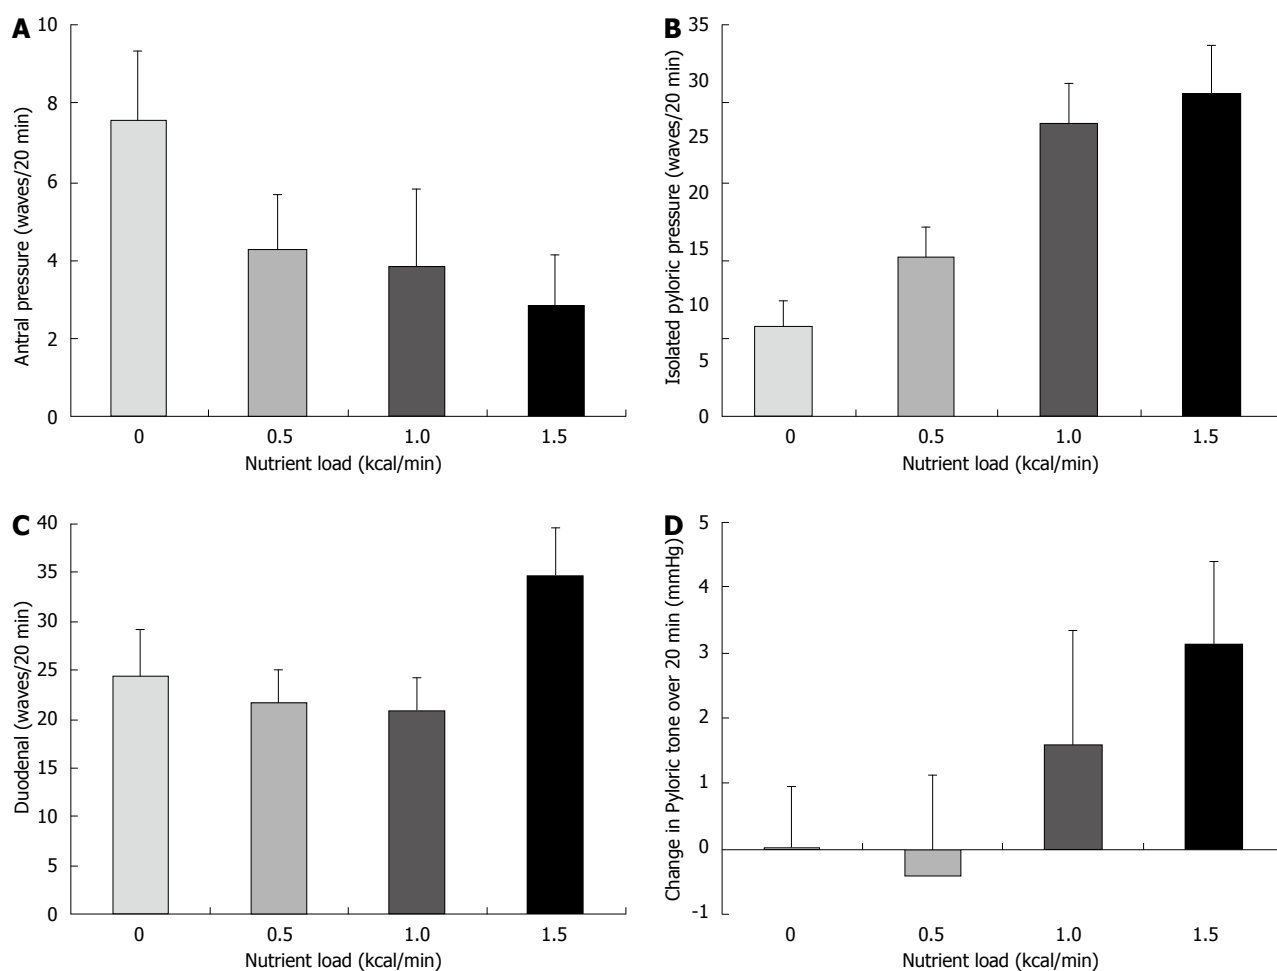 A
Antral pressure (waves/20 min)
10
8
6
4
2
0
0 0.5 1.0 1.5
Nutrient load (kcal/min)
B
Isolated pyloric pressure (waves/20 min)
35
30
25
20
15
10
5
0
0 0.5 1.0 1.5
Nutrient load (kcal/min)
C
Duodenal (waves/20 min)
40
35
30
25
20
15
10
5
0
0 0.5 1.0 1.5
Nutrient load (kcal/min)
D
Change in Pyloric tone over 20 min (mmHg)
5
4
3
2
1
0
-1
0 0.5 1.0 1.5
Nutrient load (kcal/min)